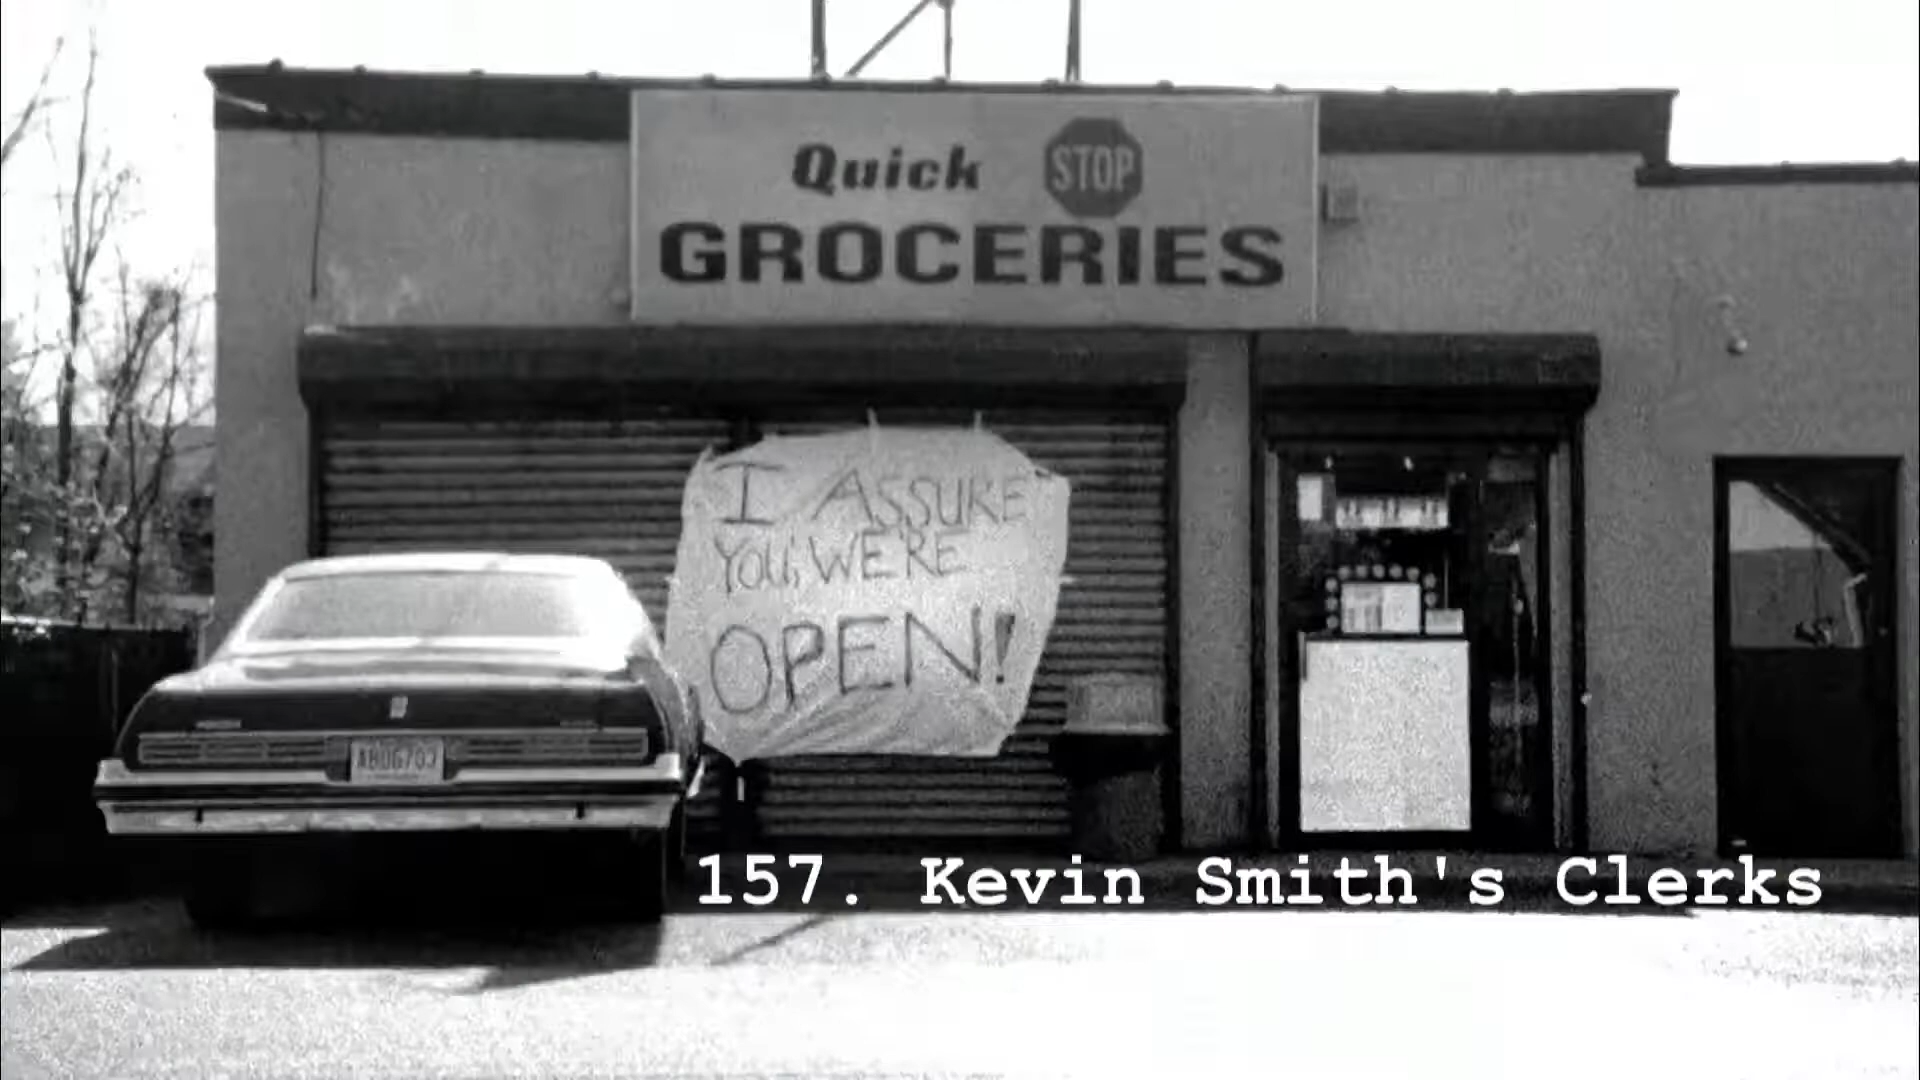 Quick STOP
GROCERIES
I ASSURE
YOU; WE'RE
OPEN!
157. Kevin Smith's Clerks